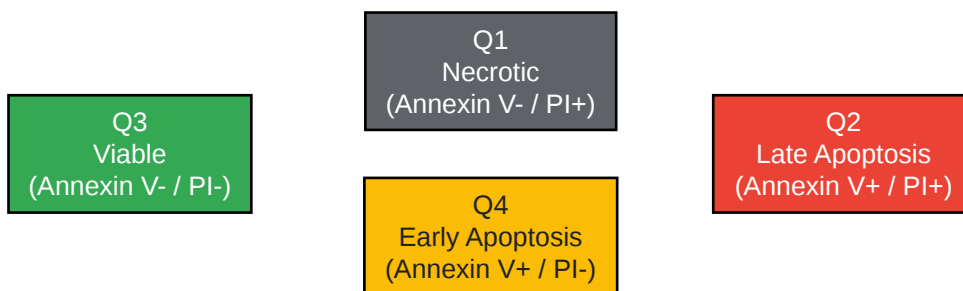 Q1
Necrotic
(Annexin V- / PI+)
Q3
Viable
(Annexin V- / PI-)
Q2
Late Apoptosis
(Annexin V+ / PI+)
Q4
Early Apoptosis
(Annexin V+ / PI-)